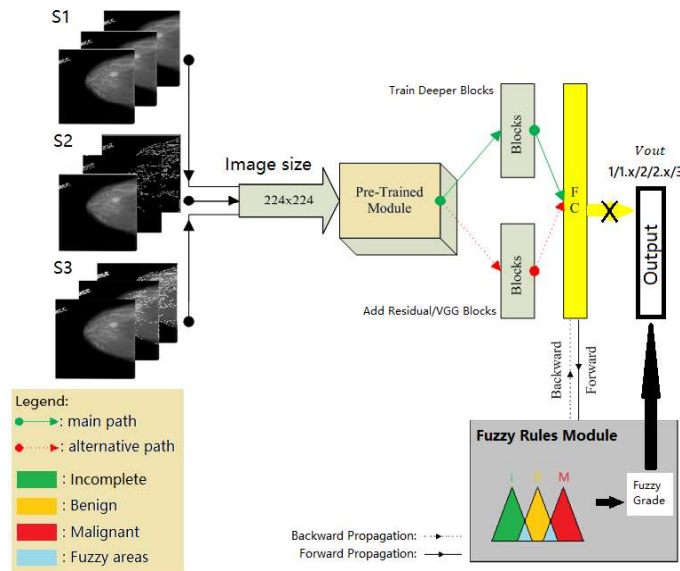 S1
S2
S3
Image size
224x224
Pre-Trained
Module
Train Deeper Blocks
Blocks
Blocks
Add Residual/VGG Blocks
F
C
Vout
1/1.x/2/2.x/3
Output
Backward
Forward
Legend:
: main path
: alternative path
: Incomplete
: Benign
: Malignant
: Fuzzy areas
Fuzzy Rules Module
I
M
Fuzzy
Grade
Backward Propagation:
Forward Propagation: